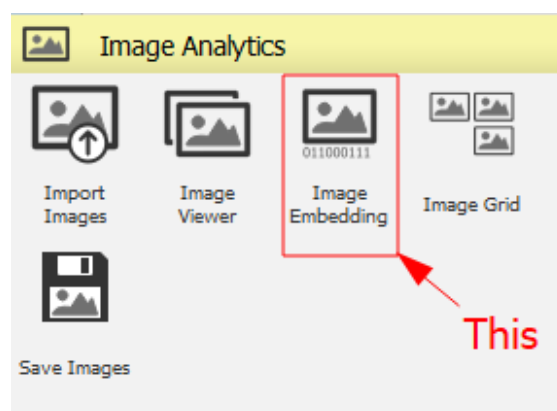 Image Analytics
011000111
Import
Images
Image
Viewer
Image
Embedding
Image Grid
This
Save Images